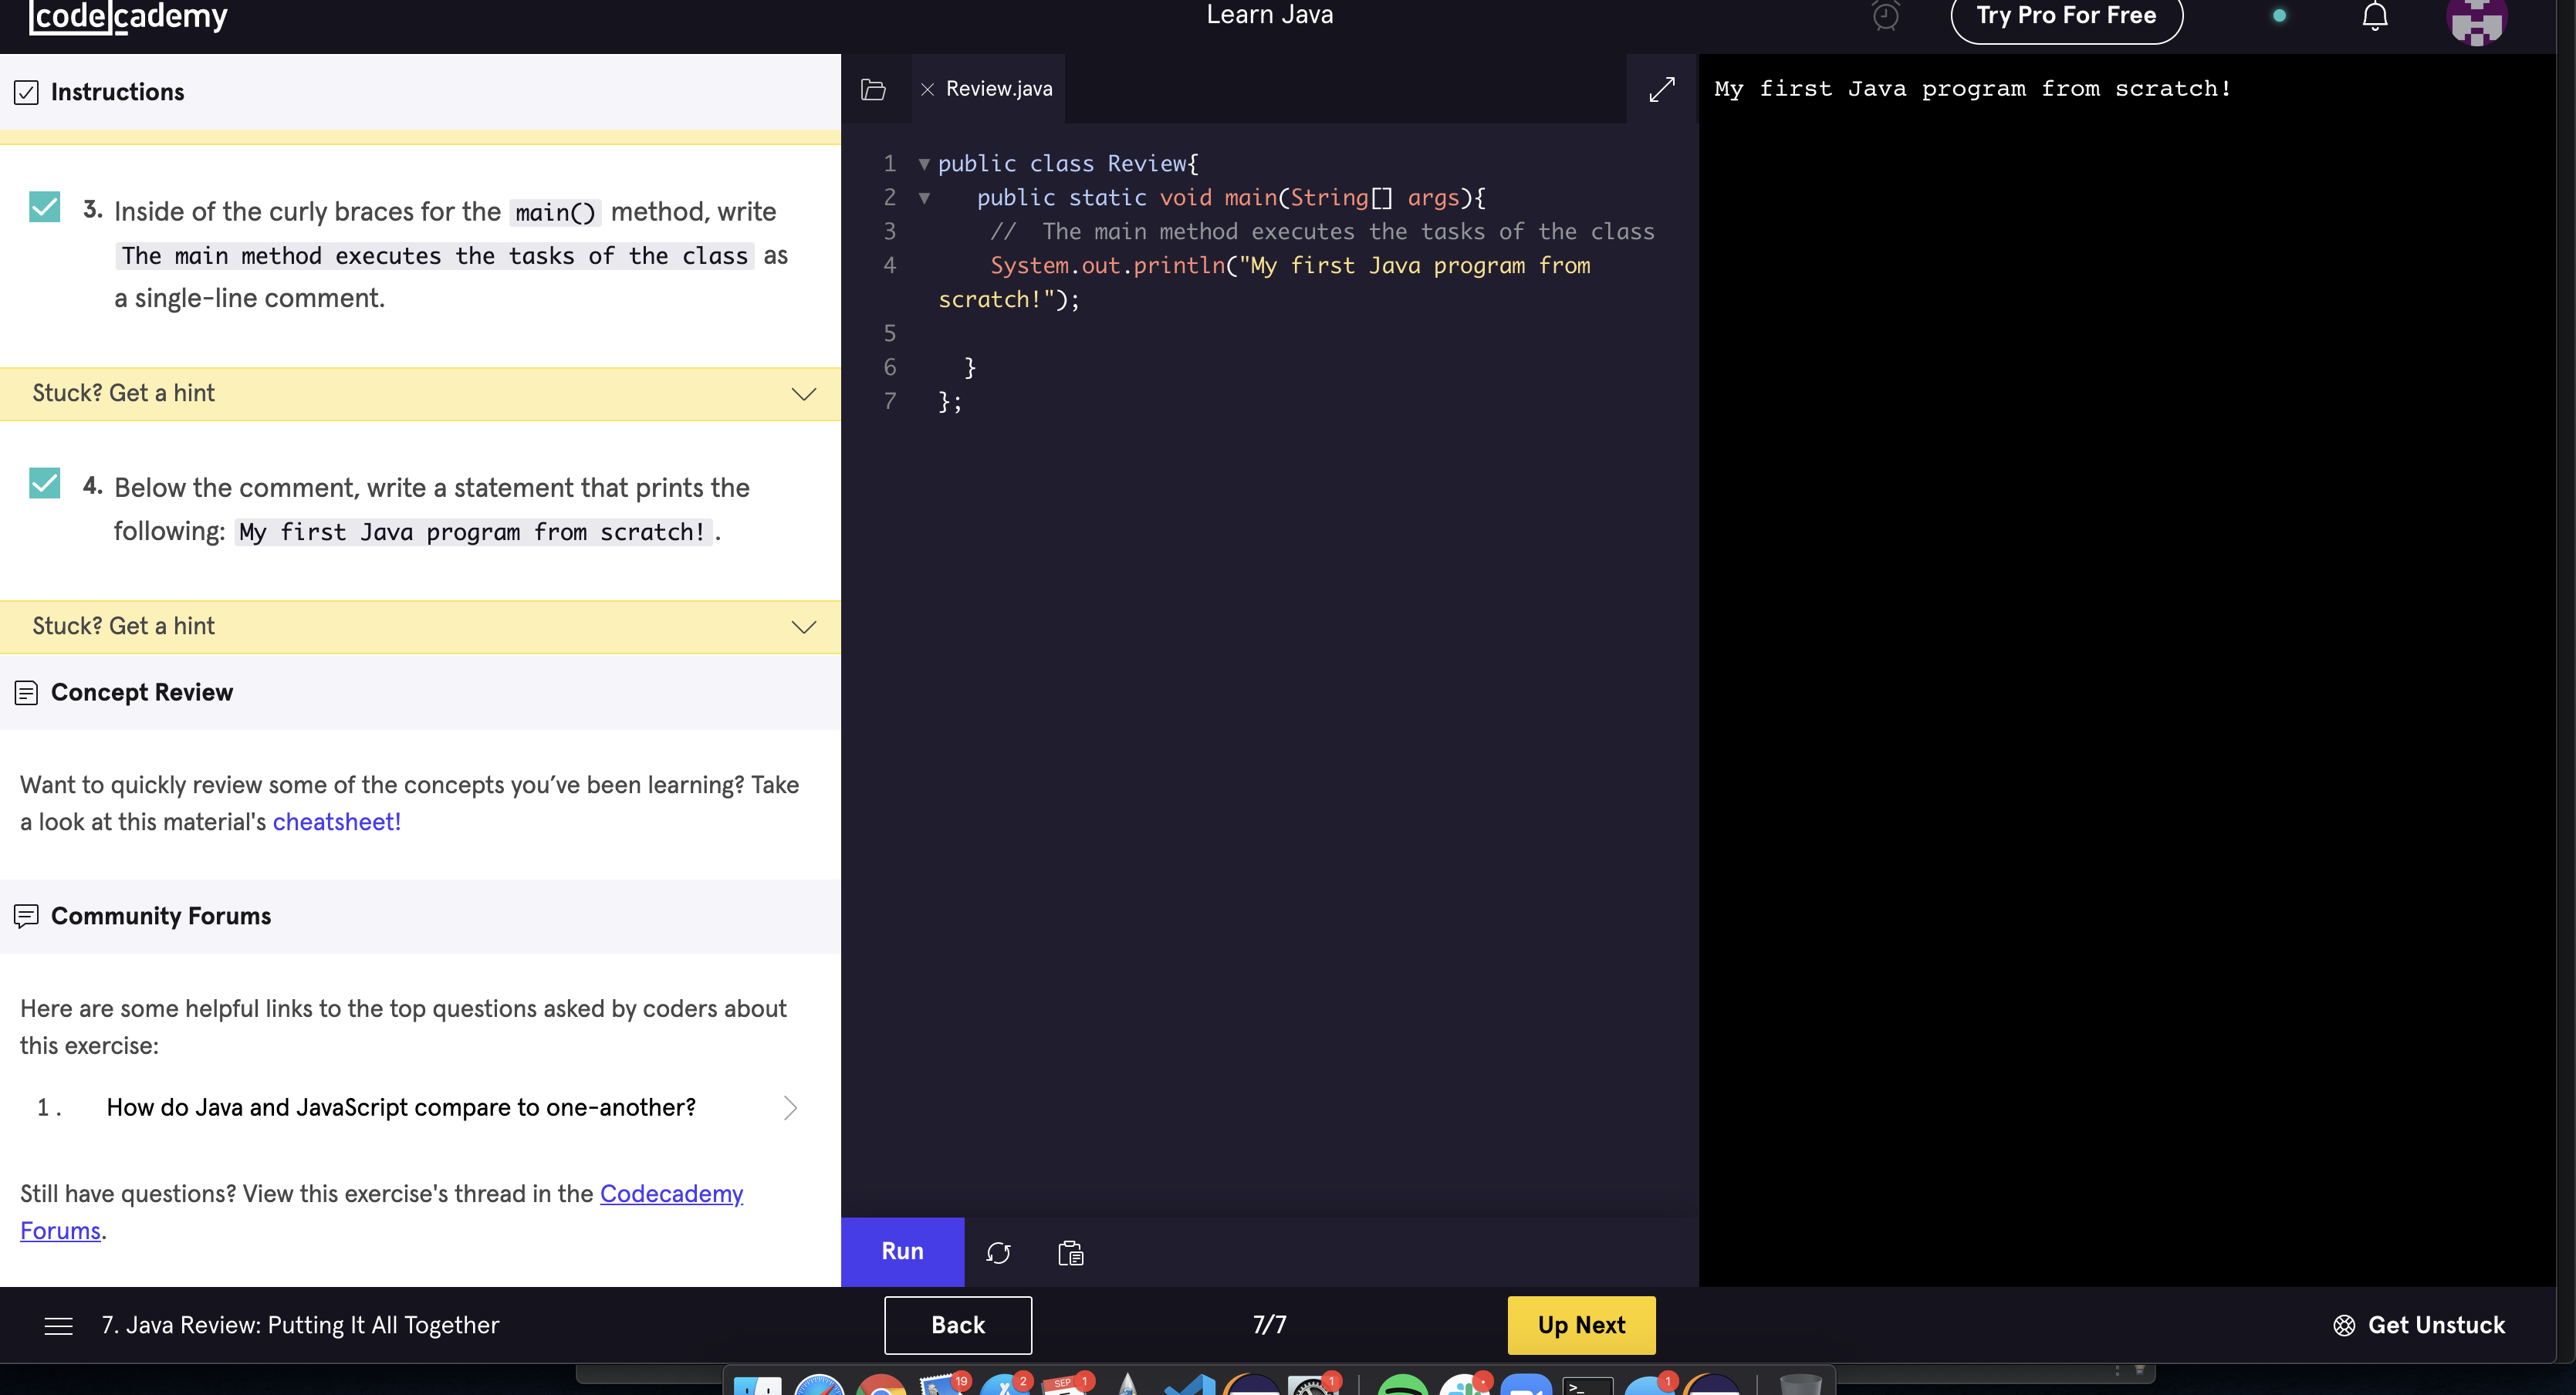 codecademy
Learn Java
Try Pro For Free
Instructions
3. Inside of the curly braces for the main() method, write
The main method executes the tasks of the class as
a single-line comment.
Stuck? Get a hint
4. Below the comment, write a statement that prints the
following: My first Java program from scratch!.
Stuck? Get a hint
Concept Review
Want to quickly review some of the concepts you’ve been learning? Take
a look at this material's cheatsheet!
Community Forums
Here are some helpful links to the top questions asked by coders about
this exercise:
1. How do Java and JavaScript compare to one-another?
Still have questions? View this exercise's thread in the Codecademy
Forums.
Review.java
1 public class Review{
2 public static void main(String[] args){
3 //  The main method executes the tasks of the class
4 System.out.println("My first Java program from
scratch!");
5
6 }
7 };
Run
My first Java program from scratch!
7. Java Review: Putting It All Together
Back
7/7
Up Next
Get Unstuck
19
2
SEP
1
1
>_
1